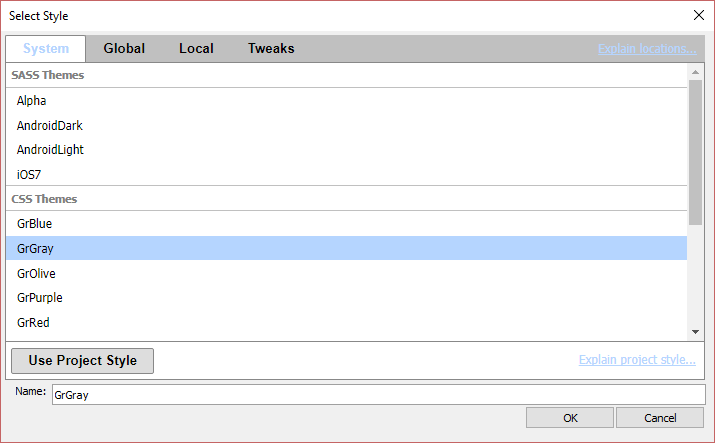 Select Style
System Global Local Tweaks Explain locations...
SASS Themes
Alpha
AndroidDark
AndroidLight
iOS7
CSS Themes
GrBlue
GrGray
GrOlive
GrPurple
GrRed
Use Project Style Explain project style...
Name: GrGray
OK Cancel